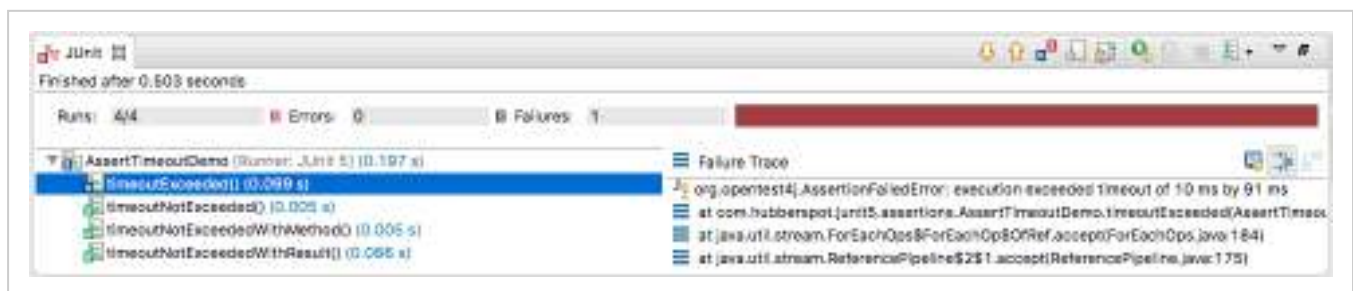 JUnit
Finished after 0.503 seconds
Runs: 4/4 Errors: 0 Failures: 1
AssertTimeoutDemo [Runner: JUnit 5] (0.197 s)
timeoutExceeded() (0.099 s)
timeoutNotExceeded() (0.005 s)
timeoutNotExceededWithMethod() (0.005 s)
timeoutNotExceededWithResult() (0.066 s)
Failure Trace
org.opentest4j.AssertionFailedError: execution exceeded timeout of 10 ms by 91 ms
at com.hubberspot.junit5.assertions.AssertTimeoutDemo.timeoutExceeded(AssertTimeou
at java.util.stream.ForEachOps$ForEachOp$OfRef.accept(ForEachOps.java:184)
at java.util.stream.ReferencePipeline$2$1.accept(ReferencePipeline.java:175)